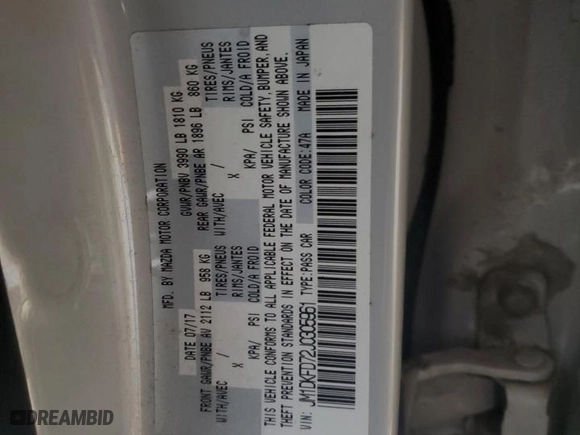 MFD. BY MAZDA MOTOR CORPORATION
DATE 07/17 GVWR/PNBV 3990 LB 1810 KG
FRONT GAWR/PNBE AV 2112 LB 958 KG REAR GAWR/PNBE AR 1896 LB 860 KG
WITH/AVEC TIRES/PNEUS WITH/AVEC TIRES/PNEUS
X RIMS/JANTES X RIMS/JANTES
KPA/ PSI COLD/A FROID KPA/ PSI COLD/A FROID
THIS VEHICLE CONFORMS TO ALL APPLICABLE FEDERAL MOTOR VEHICLE SAFETY, BUMPER, AND
THEFT PREVENTION STANDARDS IN EFFECT ON THE DATE OF MANUFACTURE SHOWN ABOVE.
VIN: JM1DKFD72J0305961 TYPE:PASS CAR COLOR CODE:47A MADE IN JAPAN
DREAMBID